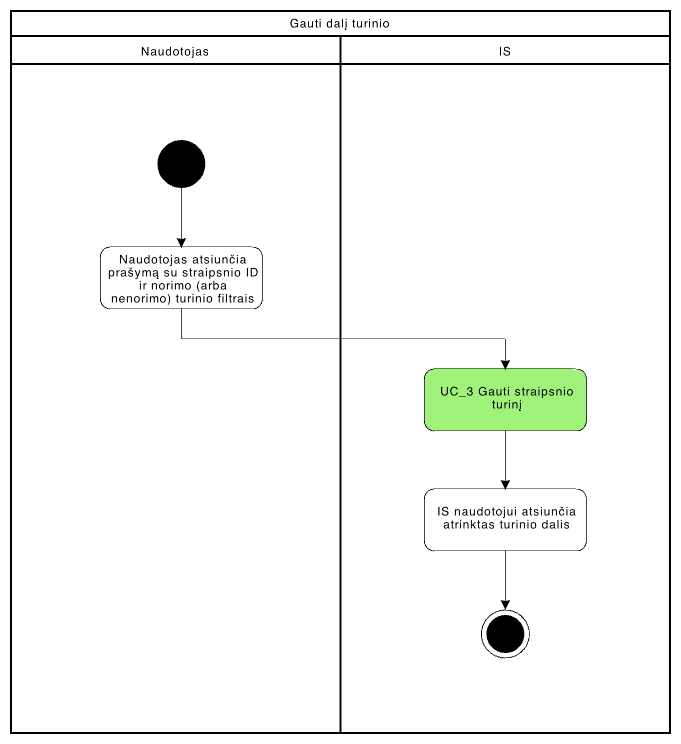 Gauti dalį turinio
Naudotojas
IS
Naudotojas atsiunčia
prašymą su straipsnio ID
ir norimo (arba
nenorimo) turinio filtrais
UC_3 Gauti straipsnio
turinį
IS naudotojui atsiunčia
atrinktas turinio dalis